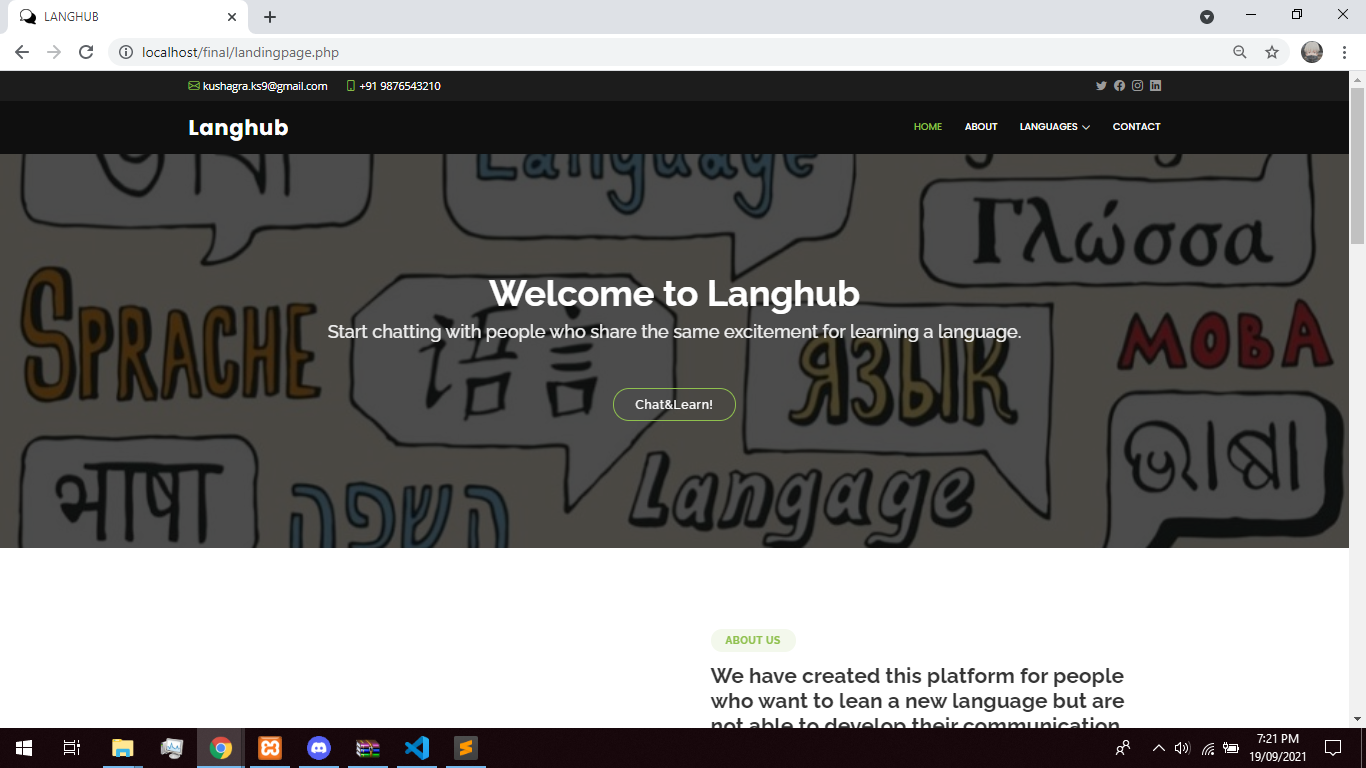 LANGHUB
localhost/final/landingpage.php
kushagra.ks9@gmail.com +91 9876543210
Langhub
HOME ABOUT LANGUAGES CONTACT
Language
Γλώσσα
Welcome to Langhub
SPRACHE
Start chatting with people who share the same excitement for learning a language.
语言
ЯЗЫК
МОВА
Chat&Learn!
भाषा
השפה
Langage
ভাষা
ABOUT US
We have created this platform for people
who want to lean a new language but are
not able to develop their communication
7:21 PM
19/09/2021